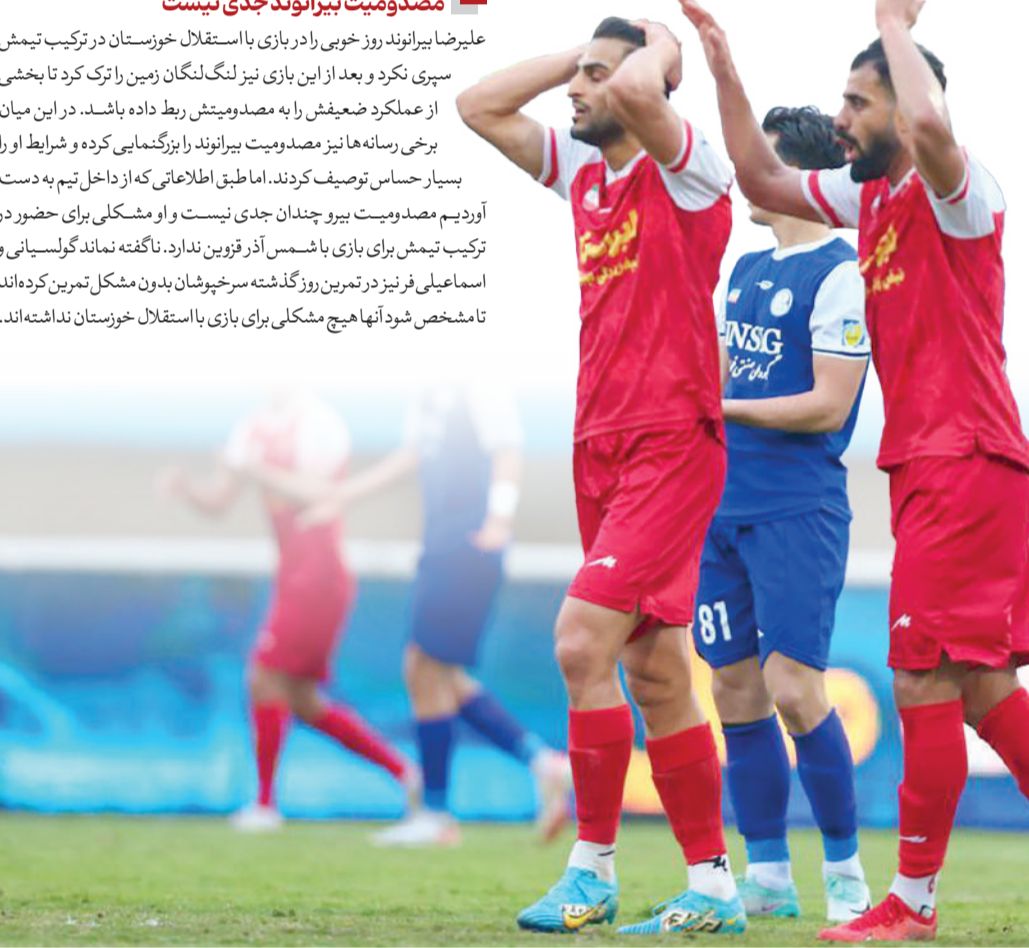 مصدومیت بیرانوند جدی نیست
علیرضا بیرانوند روز خوبی را در بازی با استقلال خوزستان در ترکیب تیمش
سپری نکرد و بعد از این بازی نیز لنگ‌لنگان زمین را ترک کرد تا بخشی
از عملکرد ضعیفش را به مصدومیتش ربط داده باشد. در این میان
برخی رسانه‌ها نیز مصدومیت بیرانوند را بزرگنمایی کرده و شرایط او را
بسیار حساس توصیف کردند. اما طبق اطلاعاتی که از داخل تیم به دست
آوردیم مصدومیت بیرو چندان جدی نیست و او مشکلی برای حضور در
ترکیب تیمش برای بازی با شمس آذر قزوین ندارد. ناگفته نماند گولسیانی و
اسماعیلی‌فر نیز در تمرین روز گذشته سرخپوشان بدون مشکل تمرین کرده‌اند
تا مشخص شود آنها هیچ مشکلی برای بازی با استقلال خوزستان نداشته‌اند.
INSG
81